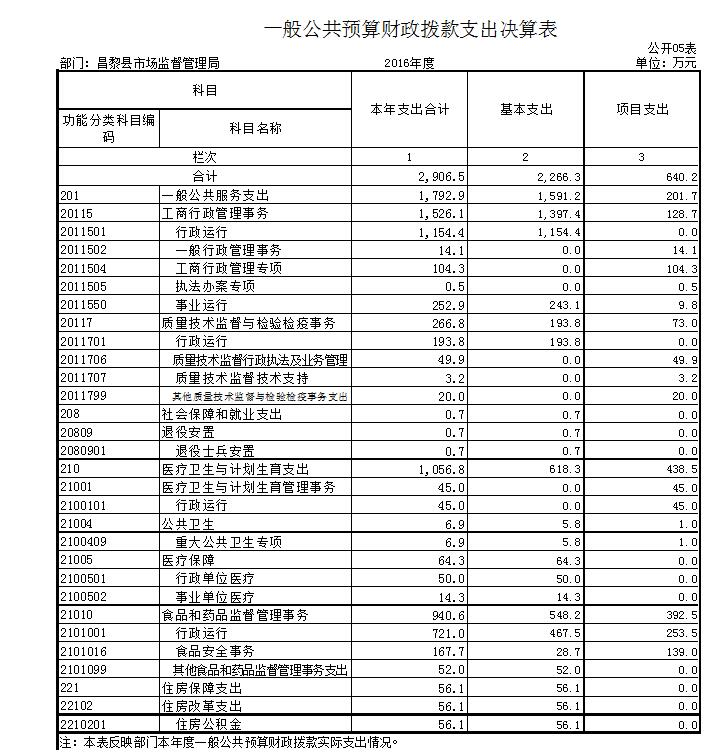 一般公共预算财政拨款支出决算表
公开05表
部门：昌黎县市场监督管理局 2016年度 单位：万元
科目 本年支出合计 基本支出 项目支出
功能分类科目编码 科目名称
栏次 1 2 3
合计 2,906.5 2,266.3 640.2
201 一般公共服务支出 1,792.9 1,591.2 201.7
20115 工商行政管理事务 1,526.1 1,397.4 128.7
2011501 行政运行 1,154.4 1,154.4 0.0
2011502 一般行政管理事务 14.1 0.0 14.1
2011504 工商行政管理专项 104.3 0.0 104.3
2011505 执法办案专项 0.5 0.0 0.5
2011550 事业运行 252.9 243.1 9.8
20117 质量技术监督与检验检疫事务 266.8 193.8 73.0
2011701 行政运行 193.8 193.8 0.0
2011706 质量技术监督行政执法及业务管理 49.9 0.0 49.9
2011707 质量技术监督技术支持 3.2 0.0 3.2
2011799 其他质量技术监督与检验检疫事务支出 20.0 0.0 20.0
208 社会保障和就业支出 0.7 0.7 0.0
20809 退役安置 0.7 0.7 0.0
2080901 退役士兵安置 0.7 0.7 0.0
210 医疗卫生与计划生育支出 1,056.8 618.3 438.5
21001 医疗卫生与计划生育管理事务 45.0 0.0 45.0
2100101 行政运行 45.0 0.0 45.0
21004 公共卫生 6.9 5.8 1.0
2100409 重大公共卫生专项 6.9 5.8 1.0
21005 医疗保障 64.3 64.3 0.0
2100501 行政单位医疗 50.0 50.0 0.0
2100502 事业单位医疗 14.3 14.3 0.0
21010 食品和药品监督管理事务 940.6 548.2 392.5
2101001 行政运行 721.0 467.5 253.5
2101016 食品安全事务 167.7 28.7 139.0
2101099 其他食品和药品监督管理事务支出 52.0 52.0 0.0
221 住房保障支出 56.1 56.1 0.0
22102 住房改革支出 56.1 56.1 0.0
2210201 住房公积金 56.1 56.1 0.0
注：本表反映部门本年度一般公共预算财政拨款实际支出情况。